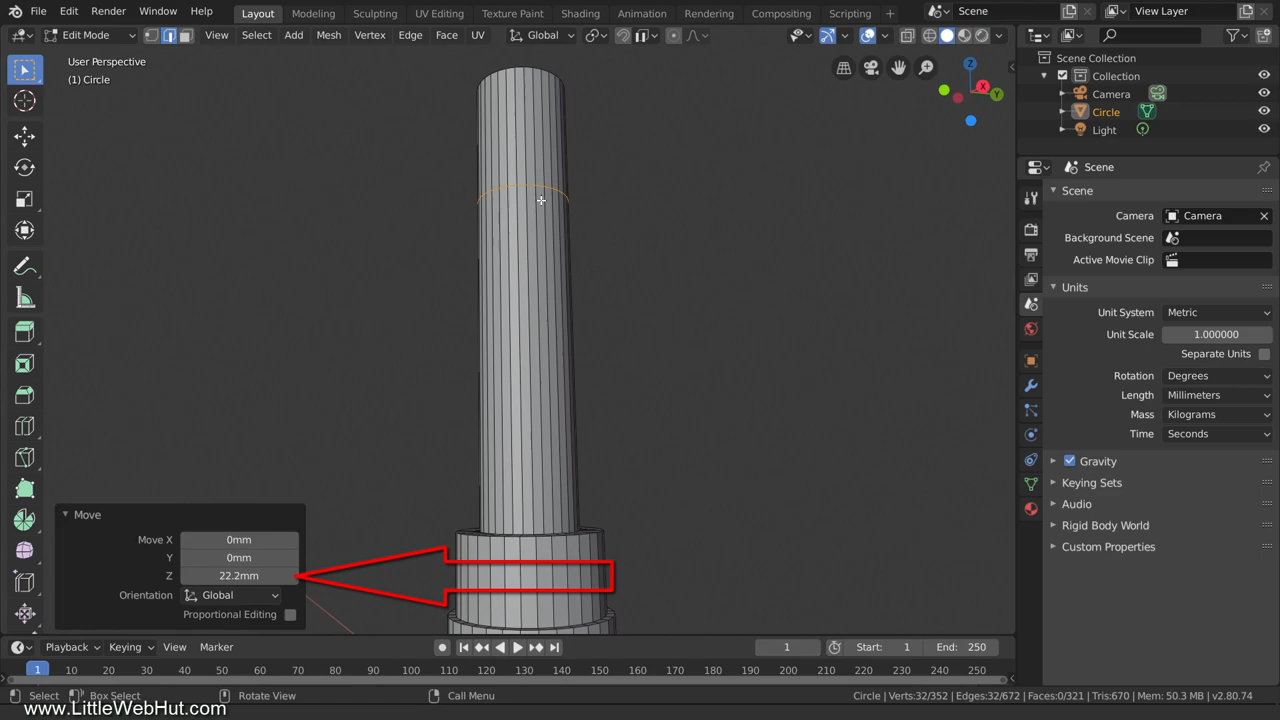 File Edit Render Window Help Layout Modeling Sculpting UV Editing Texture Paint Shading Animation Rendering Compositing Scripting + Scene View Layer
Edit Mode View Select Add Mesh Vertex Edge Face UV Global
User Perspective
(1) Circle
Z
X
Y
Scene Collection
Collection
Camera
Circle
Light
Scene
Scene
Camera Camera
Background Scene
Active Movie Clip
Units
Unit System Metric
Unit Scale 1.000000
Separate Units
Rotation Degrees
Length Millimeters
Mass Kilograms
Time Seconds
Gravity
Keying Sets
Audio
Rigid Body World
Custom Properties
Move
Move X 0mm
Y 0mm
Z 22.2mm
Orientation Global
Proportional Editing
Playback Keying View Marker 1 Start: 1 End: 250
1 10 20 30 40 50 60 70 80 90 100 110 120 130 140 150 160 170 180 190 200 210 220 230 240 250
Select Box Select Rotate View Call Menu Circle | Verts:32/352 | Edges:32/672 | Faces:0/321 | Tris:670 | Mem: 50.3 MB | v2.80.74
www.LittleWebHut.com